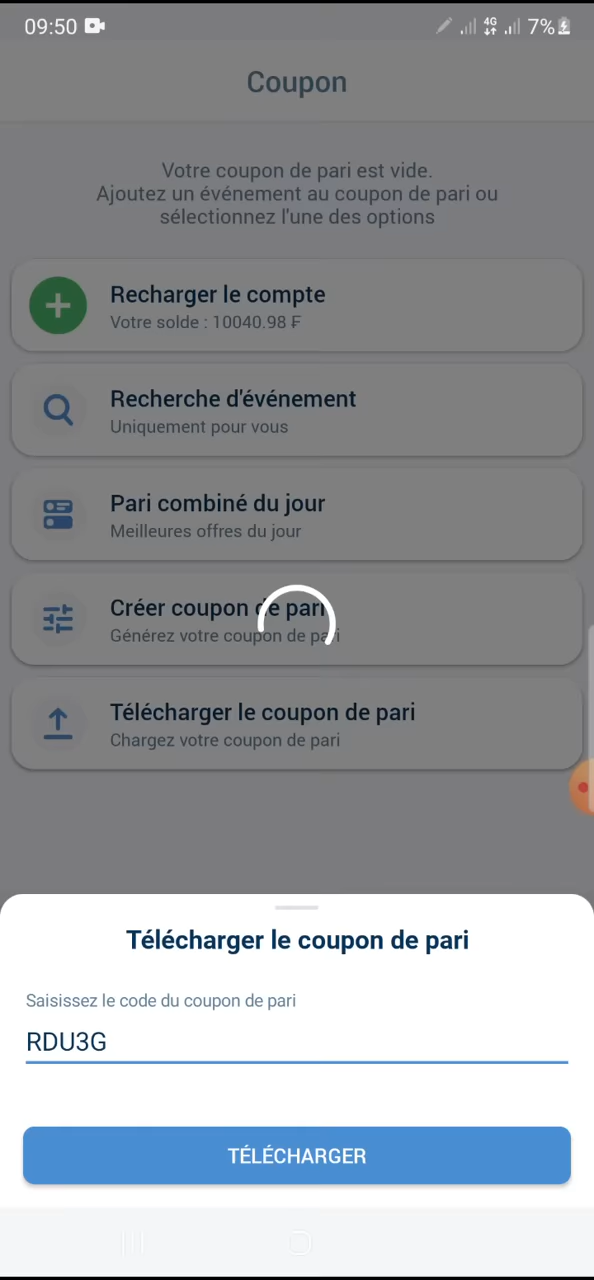 09:50
4G
7%
Coupon
Votre coupon de pari est vide.
Ajoutez un événement au coupon de pari ou
sélectionnez l'une des options
Recharger le compte
Votre solde : 10040.98 ₣
Recherche d'événement
Uniquement pour vous
Pari combiné du jour
Meilleures offres du jour
Créer coupon de pari
Générez votre coupon de pari
Télécharger le coupon de pari
Chargez votre coupon de pari
Télécharger le coupon de pari
Saisissez le code du coupon de pari
RDU3G
TÉLÉCHARGER